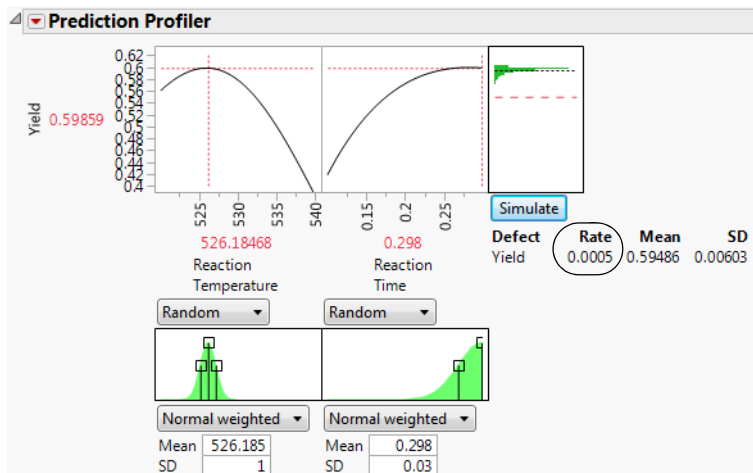 Prediction Profiler
Yield
0.59859
0.62
0.6
0.58
0.56
0.54
0.52
0.5
0.48
0.46
0.44
0.42
0.4
525
530
535
540
0.15
0.2
0.25
526.18468
0.298
Reaction
Temperature
Reaction
Time
Simulate
Defect Rate Mean SD
Yield 0.0005 0.59486 0.00603
Random
Random
Normal weighted
Normal weighted
Mean 526.185
SD 1
Mean 0.298
SD 0.03